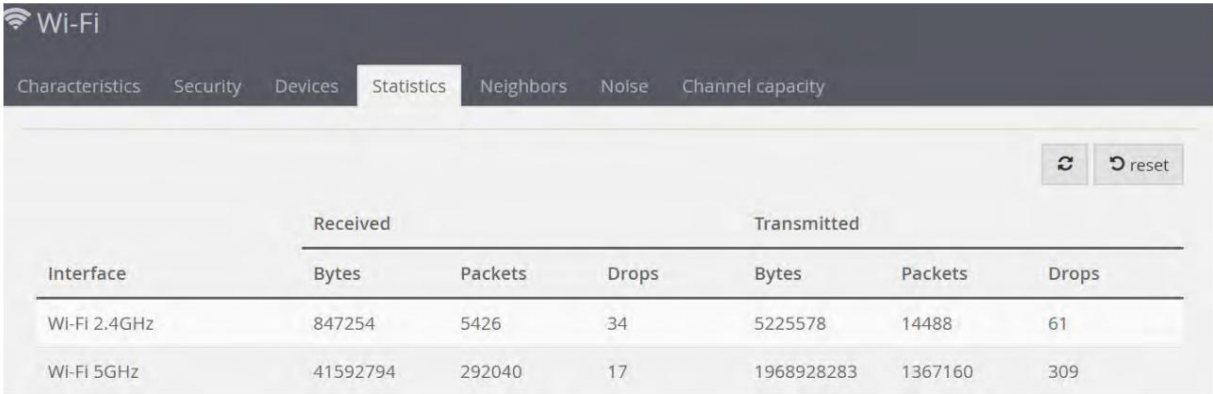 Wi-Fi
Characteristics Security Devices Statistics Neighbors Noise Channel capacity
reset
Received Transmitted
Interface Bytes Packets Drops Bytes Packets Drops
Wi-Fi 2.4GHz 847254 5426 34 5225578 14488 61
Wi-Fi 5GHz 41592794 292040 17 1968928283 1367160 309